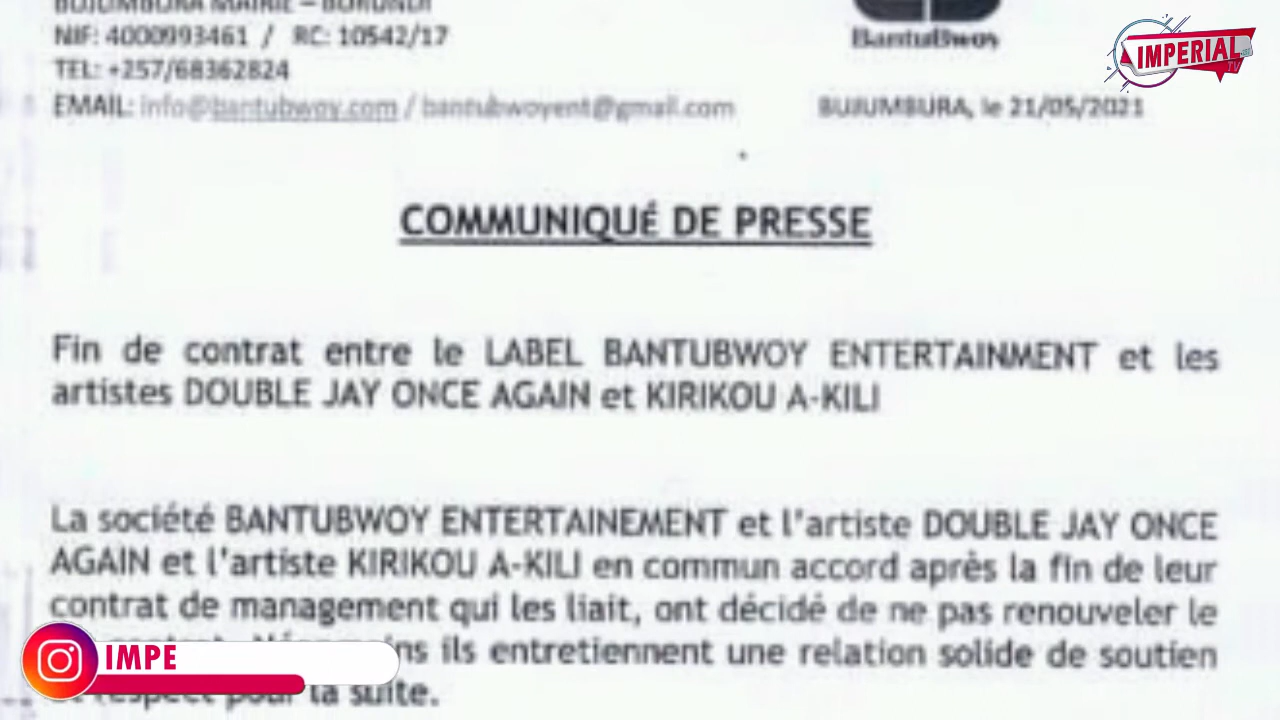 BUJUMBURA MAIRIE – BURUNDI
NIF: 4000993461 / RC: 10542/17
BantuBwoy
IMPERIAL
TV
TEL: +257/68362824
EMAIL: info@bantubwoy.com / bantubwoyent@gmail.com
BUJUMBURA, le 21/05/2021
COMMUNIQUÉ DE PRESSE
Fin de contrat entre le LABEL BANTUBWOY ENTERTAINMENT et les
artistes DOUBLE JAY ONCE AGAIN et KIRIKOU A-KILI
La société BANTUBWOY ENTERTAINEMENT et l'artiste DOUBLE JAY ONCE
AGAIN et l'artiste KIRIKOU A-KILI en commun accord après la fin de leur
contrat de management qui les liait, ont décidé de ne pas renouveler le
ils entretiennent une relation solide de soutien
respect pour la suite.
IMPE